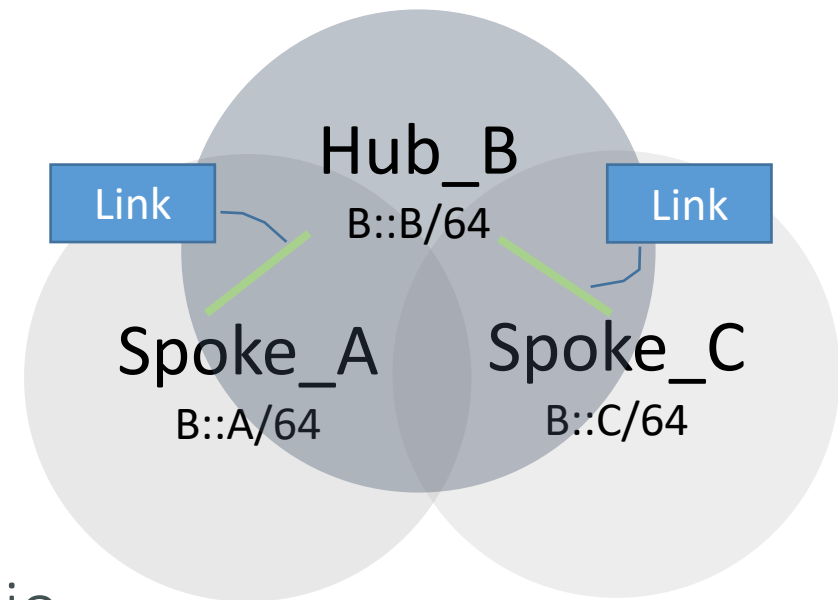 Hub_B
B::B/64
Link
Link
Spoke_A
B::A/64
Spoke_C
B::C/64